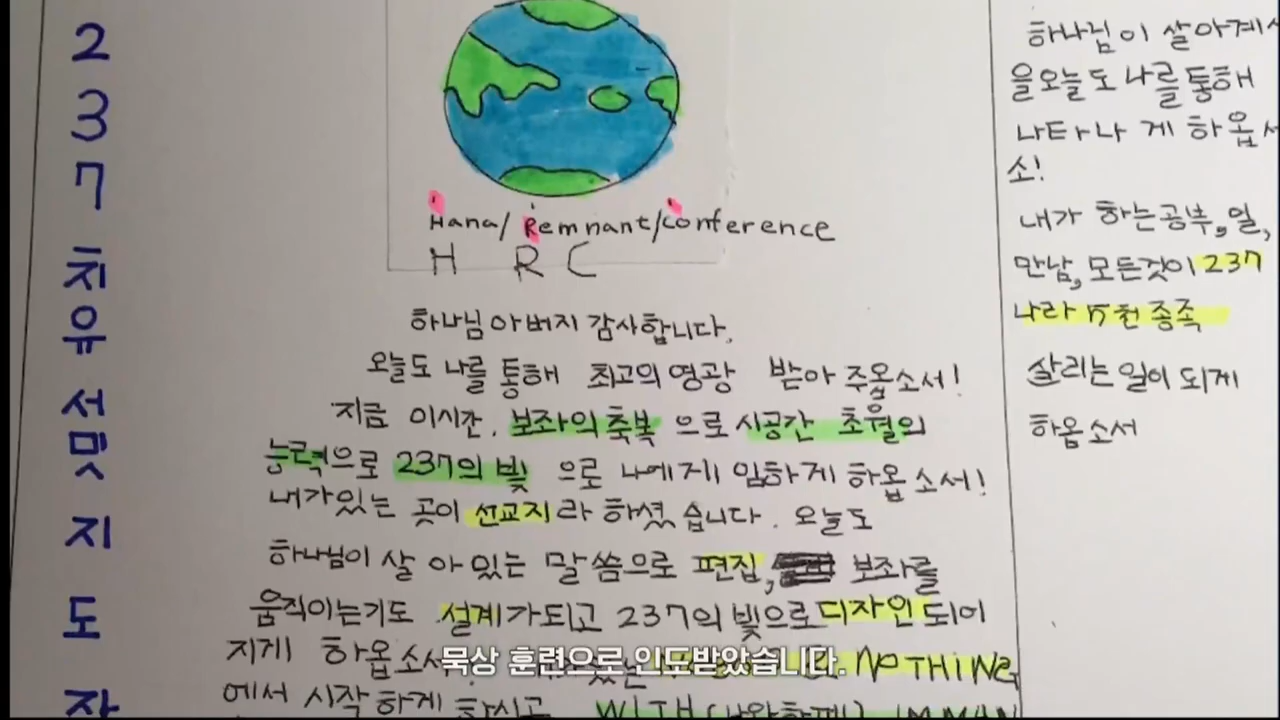 2
3
7
치
유
서
밋
지
도
자
Hana/Remnant/conference
H R C
하나님 아버지 감사합니다.
오늘도 나를 통해 최고의 영광 받아 주옵소서!
지금 이시간. 보좌의 축복 으로 시공간 초월의
능력으로 237의 빛 으로 나에게 임하게 하옵소서!
내가있는 곳이 선교지라 하셨습니다. 오늘도
하나님이 살아있는 말씀으로 편집, 보좌를
움직이는기도 설계가되고 237의 빛으로 디자인 되어
지게 하옵소서. NOTHING
에서 시작하게 하시고 WITH
묵상 훈련으로 인도받았습니다.
하나님이 살아계
을오늘도 나를통해
나타나 게 하옵
소!
내가 하는공부, 일,
만남, 모든것이 237
나라 5천 종족
살리는 일이 되게
하옵소서